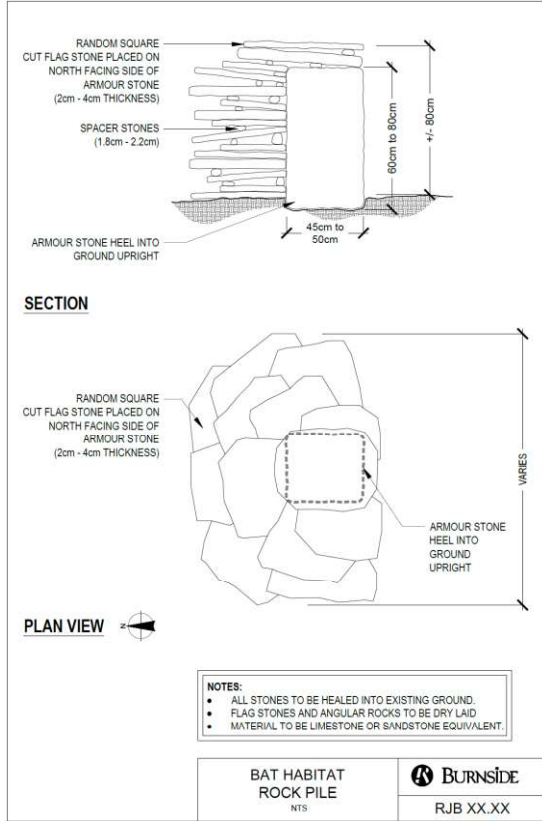 RANDOM SQUARE
CUT FLAG STONE PLACED ON
NORTH FACING SIDE OF
ARMOUR STONE
(2cm - 4cm THICKNESS)
SPACER STONES
(1.8cm - 2.2cm)
ARMOUR STONE HEEL INTO
GROUND UPRIGHT
45cm to
50cm
60cm to 80cm
+/- 80cm
SECTION
RANDOM SQUARE
CUT FLAG STONE PLACED ON
NORTH FACING SIDE OF
ARMOUR STONE
(2cm - 4cm THICKNESS)
VARIES
ARMOUR STONE
HEEL INTO
GROUND
UPRIGHT
PLAN VIEW
N
NOTES:
• ALL STONES TO BE HEALED INTO EXISTING GROUND.
• FLAG STONES AND ANGULAR ROCKS TO BE DRY LAID
• MATERIAL TO BE LIMESTONE OR SANDSTONE EQUIVALENT.
BAT HABITAT
ROCK PILE
NTS
BURNSIDE
RJB XX.XX